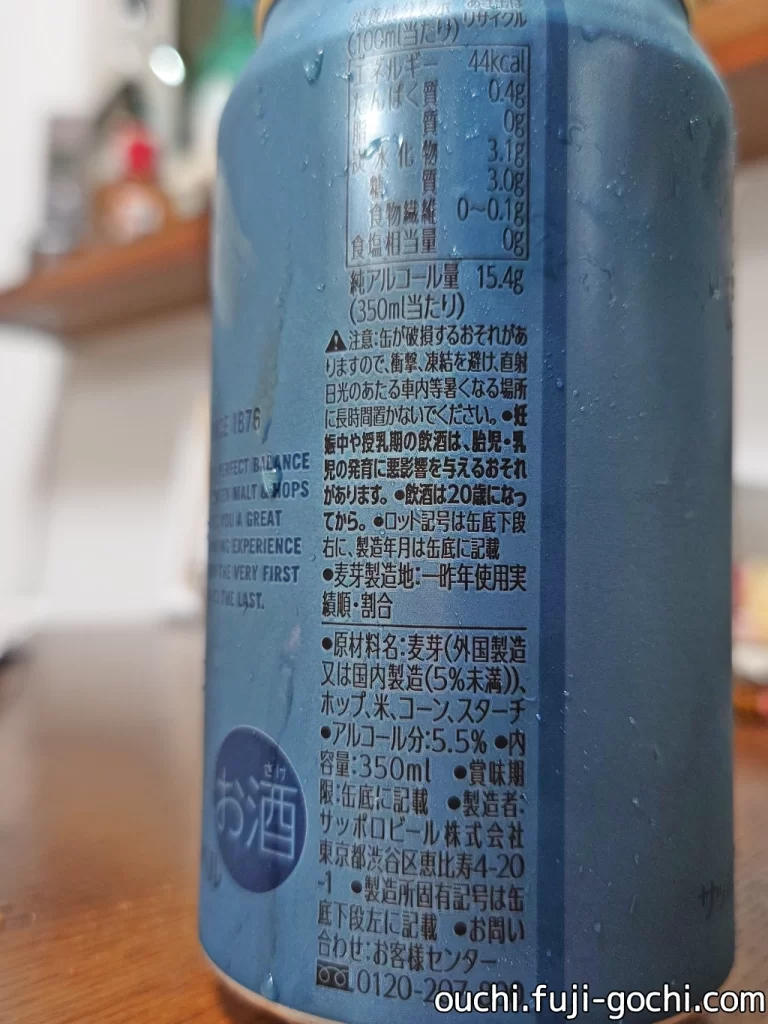 リサイクル
(100ml当たり)
エネルギー 44kcal
たんぱく質 0.4g
脂質 0g
炭水化物 3.1g
糖質 3.0g
食物繊維 0～0.1g
食塩相当量 0g
純アルコール量 15.4g
(350ml当たり)
注意:缶が破損するおそれがあ
りますので、衝撃、凍結を避け、直射
日光のあたる車内等暑くなる場所
に長時間置かないでください。●妊
娠中や授乳期の飲酒は、胎児・乳
児の発育に悪影響を与えるおそれ
があります。●飲酒は20歳になっ
てから。●ロット記号は缶底下段
右に、製造年月は缶底に記載
●麦芽製造地:一昨年使用実
績順・割合
●原材料名:麦芽(外国製造
又は国内製造(5%未満))、
ホップ、米、コーン、スターチ
●アルコール分:5.5% ●内
容量:350ml ●賞味期
限:缶底に記載 ●製造者:
サッポロビール株式会社
東京都渋谷区恵比寿4-20
-1 ●製造所固有記号は缶
底下段左に記載 ●お問い
合わせ:お客様センター
0120-207-800
1876
PERFECT BALANCE
MALT & HOPS
YOU A GREAT
EXPERIENCE
THE VERY FIRST
THE LAST.
さけ
お酒
ル
サッ
ouchi.fuji-gochi.com